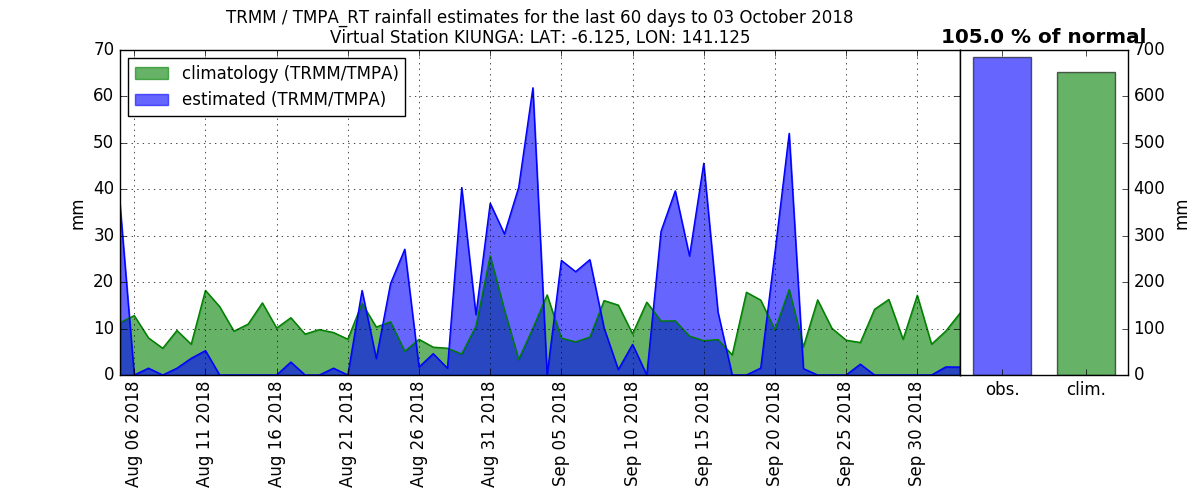 TRMM / TMPA_RT rainfall estimates for the last 60 days to 03 October 2018
Virtual Station KIUNGA: LAT: -6.125, LON: 141.125
105.0 % of normal
climatology (TRMM/TMPA)
estimated (TRMM/TMPA)
70
60
50
40
30
20
10
0
mm
Aug 06 2018
Aug 11 2018
Aug 16 2018
Aug 21 2018
Aug 26 2018
Aug 31 2018
Sep 05 2018
Sep 10 2018
Sep 15 2018
Sep 20 2018
Sep 25 2018
Sep 30 2018
700
600
500
400
300
200
100
0
mm
obs.
clim.